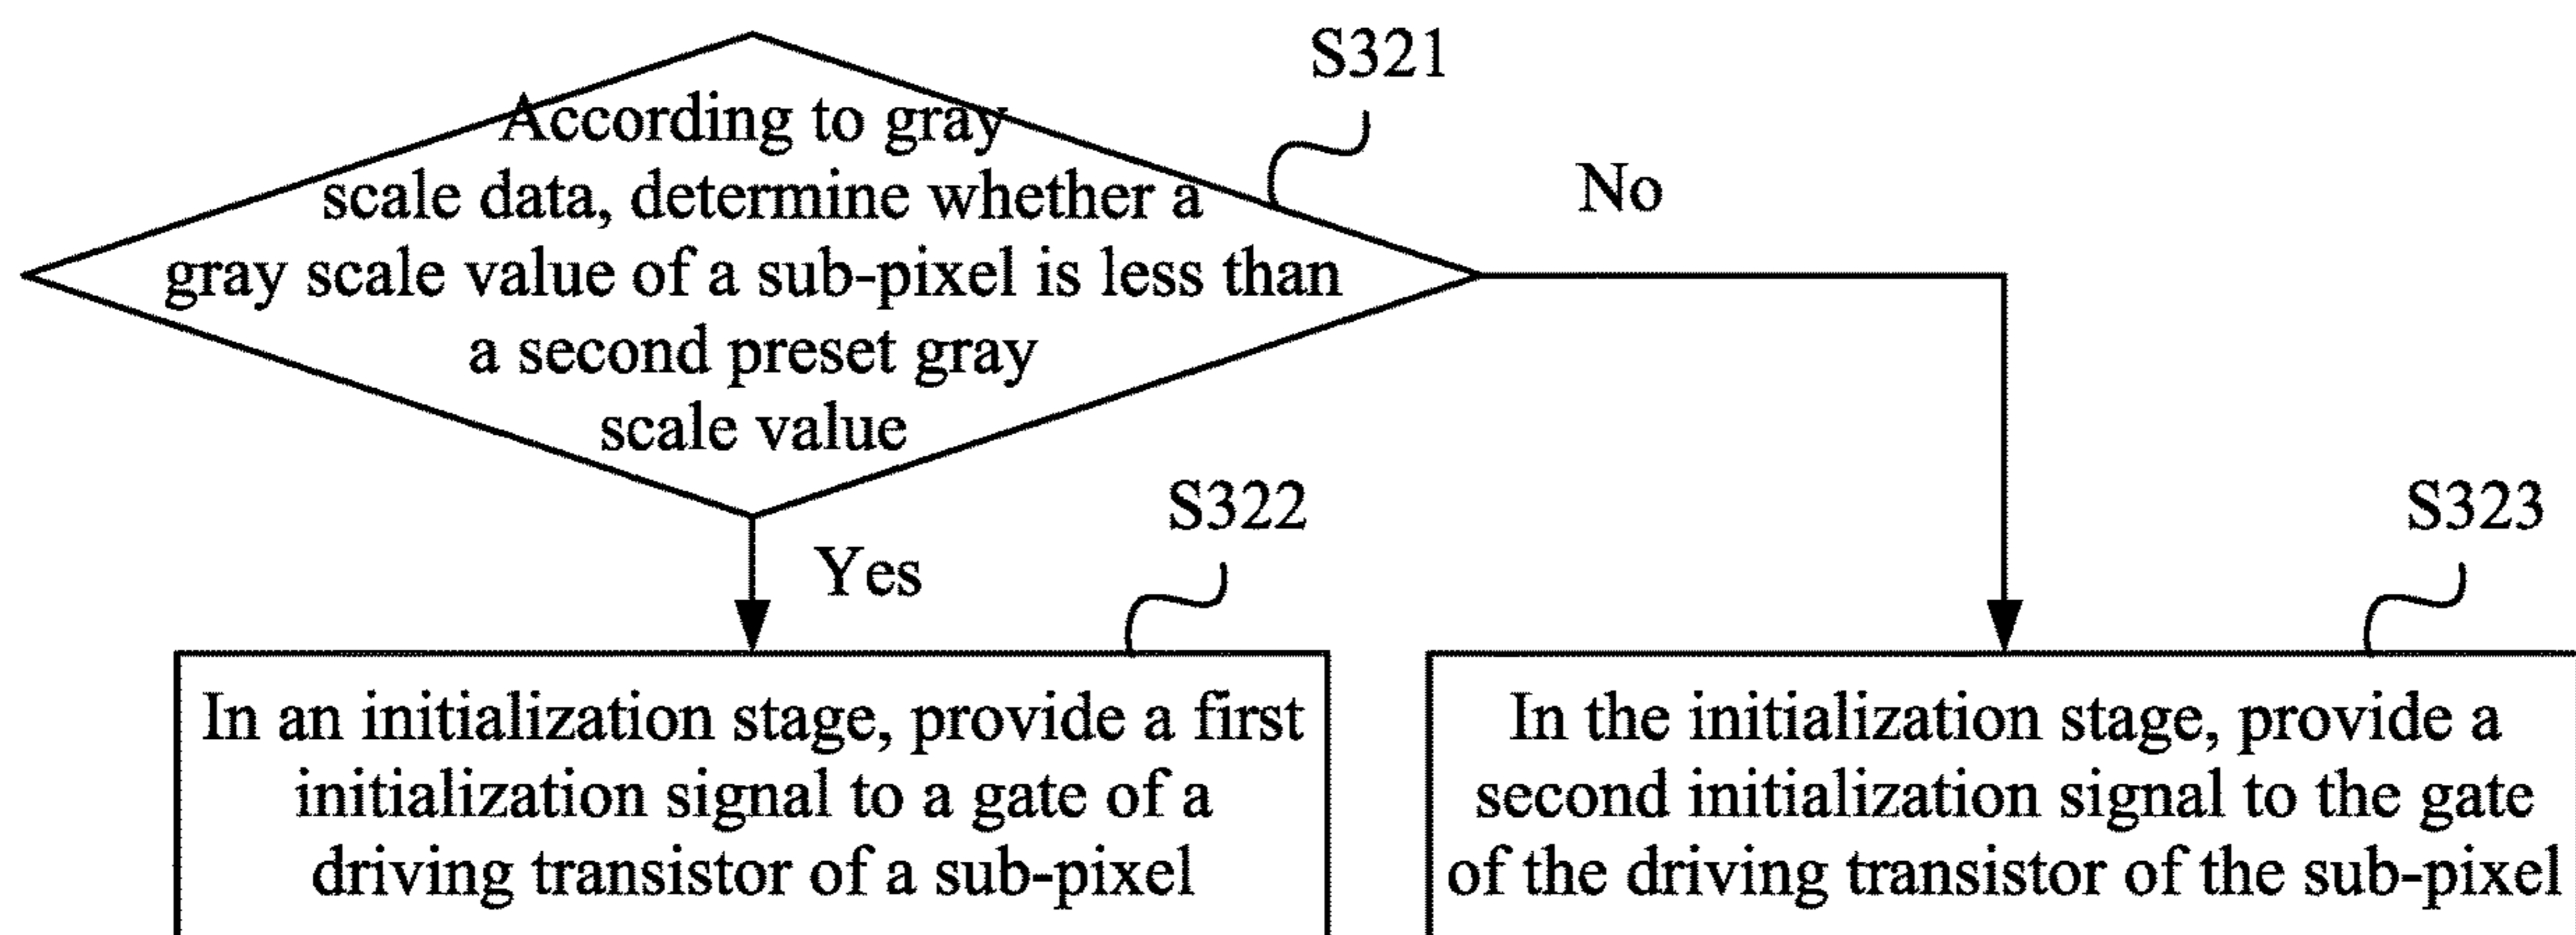 S321
According to gray
scale data, determine whether a
gray scale value of a sub-pixel is less than
a second preset gray
scale value
No
Yes
S322
In an initialization stage, provide a first
initialization signal to a gate of a
driving transistor of a sub-pixel
S323
In the initialization stage, provide a
second initialization signal to the gate
of the driving transistor of the sub-pixel